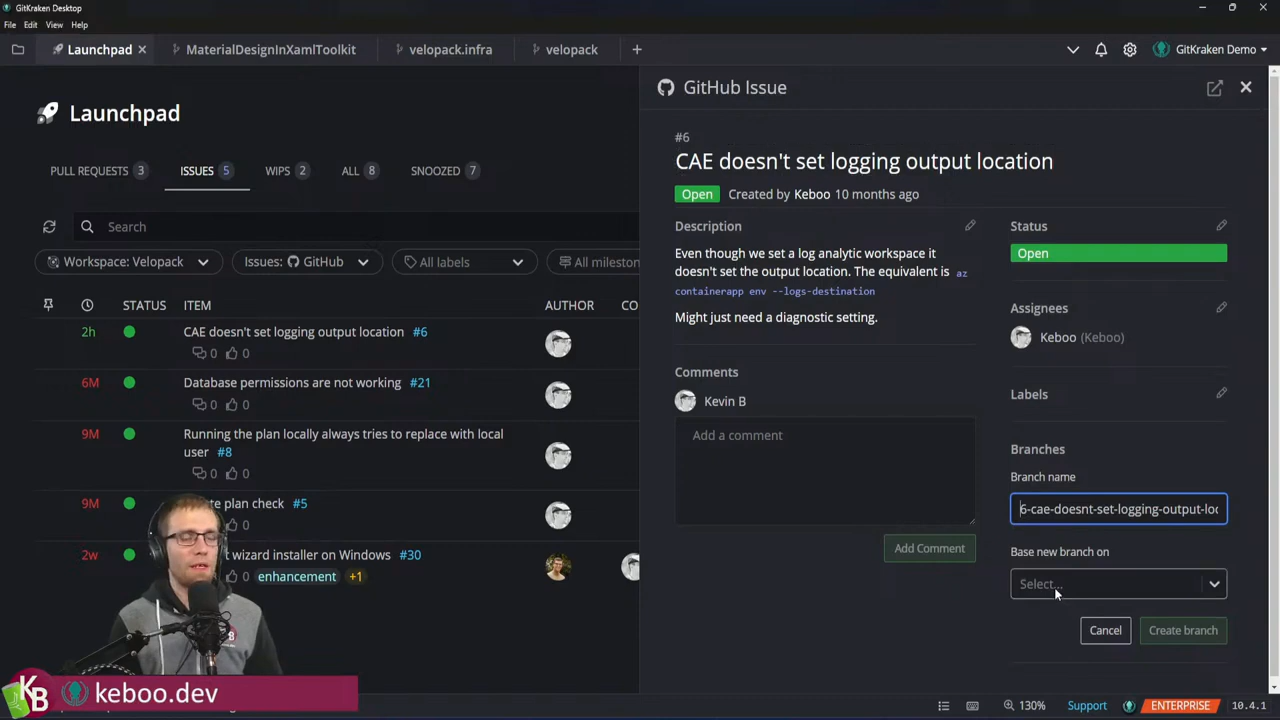 GitKraken Desktop
File Edit View Help
Launchpad
MaterialDesignInXamlToolkit
velopack.infra
velopack
GitKraken Demo
Launchpad
PULL REQUESTS 3
ISSUES 5
WIPS 2
ALL 8
SNOOZED 7
Search
Workspace: Velopack
Issues: GitHub
All labels
All mileston
STATUS ITEM AUTHOR CO
2h CAE doesn't set logging output location #6
0 0
6M Database permissions are not working #21
0 0
9M Running the plan locally always tries to replace with local
user #8
0 0
9M plan check #5
2w wizard installer on Windows #30
0 enhancement +1
GitHub Issue
#6
CAE doesn't set logging output location
Open Created by Keboo 10 months ago
Description
Even though we set a log analytic workspace it
doesn't set the output location. The equivalent is az
containerapp env --logs-destination
Might just need a diagnostic setting.
Comments
Kevin B
Add a comment
Add Comment
Status
Open
Assignees
Keboo (Keboo)
Labels
Branches
Branch name
6-cae-doesnt-set-logging-output-loc
Base new branch on
Select...
Cancel Create branch
KB keboo.dev
130% Support ENTERPRISE 10.4.1